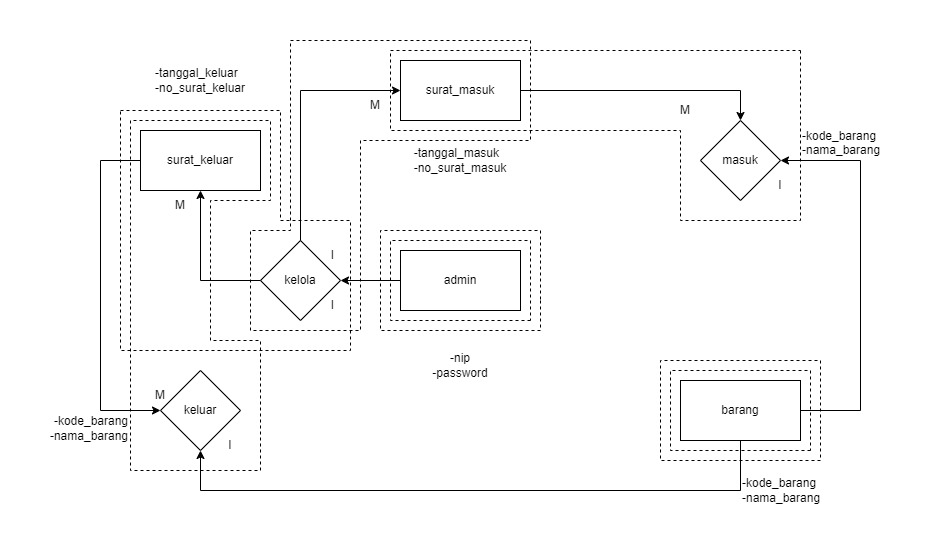 -tanggal_keluar
-no_surat_keluar
surat_masuk
M
M
-kode_barang
-nama_barang
surat_keluar
-tanggal_masuk
-no_surat_masuk
masuk
I
M
I
kelola
admin
I
-nip
-password
M
keluar
barang
-kode_barang
-nama_barang
I
-kode_barang
-nama_barang